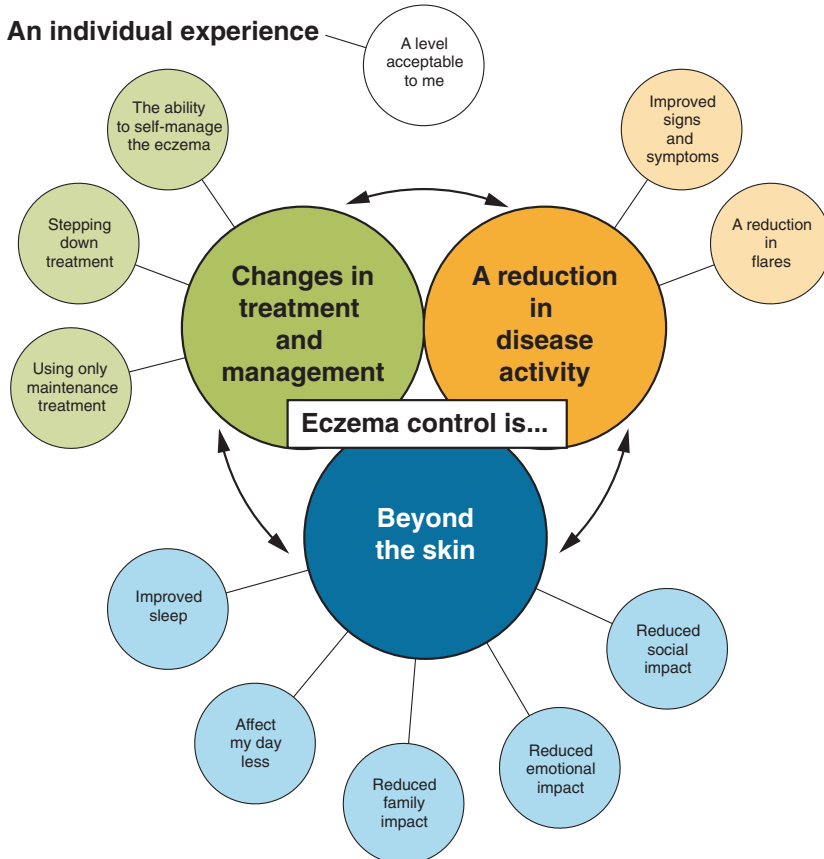 An individual experience
A level
acceptable
to me
The ability
to self-manage
the eczema
Stepping
down
treatment
Using only
maintenance
treatment
Changes in
treatment
and
management
Improved
signs
and
symptoms
A reduction
in
flares
A reduction
in
disease
activity
Eczema control is...
Beyond
the skin
Improved
sleep
Affect
my day
less
Reduced
family
impact
Reduced
emotional
impact
Reduced
social
impact